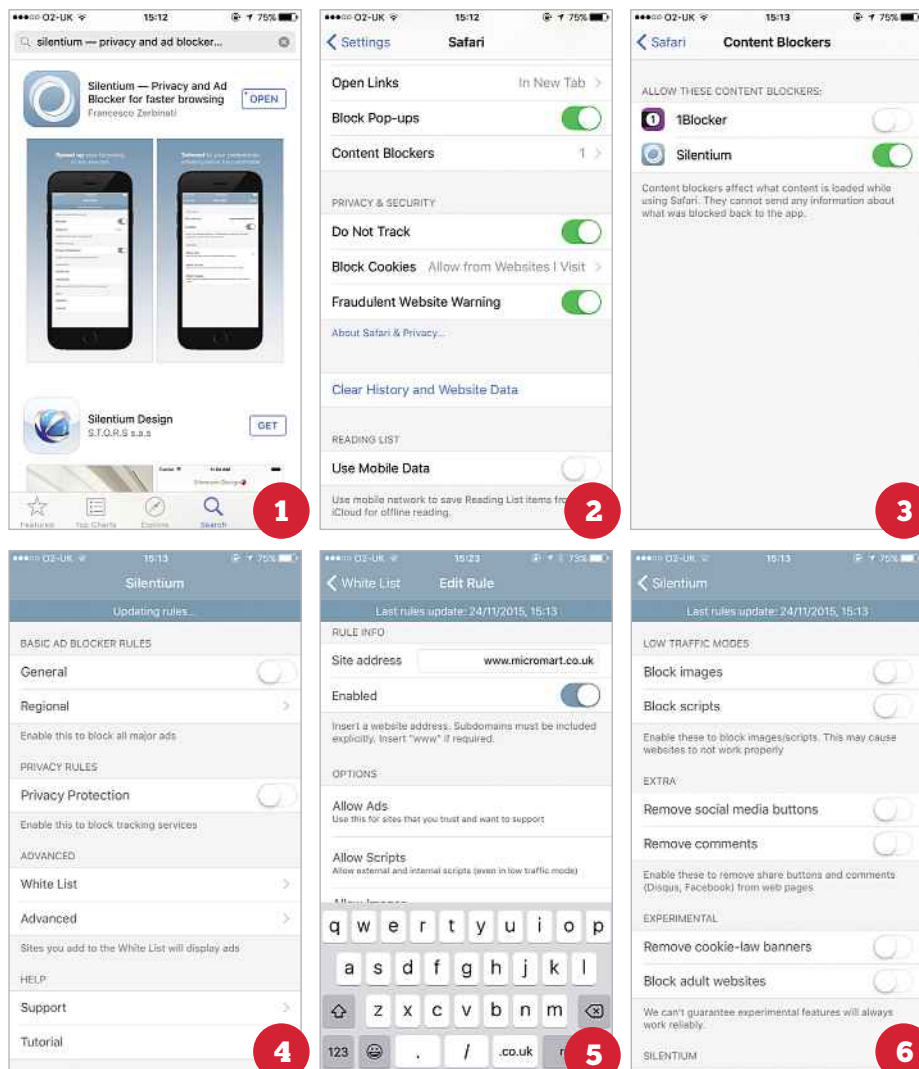 O2-UK 15:12 75%
silentium — privacy and ad blocker...
Silentium — Privacy and Ad
Blocker for faster browsing
Francesco Zerbinati
OPEN
Silentium Design
S.T.O.R.S s.a.s
GET
Featured Top Charts Explore Search
1
O2-UK 15:12 75%
Settings Safari
Open Links In New Tab
Block Pop-ups
Content Blockers 1
PRIVACY & SECURITY
Do Not Track
Block Cookies Allow from Websites I Visit
Fraudulent Website Warning
About Safari & Privacy...
Clear History and Website Data
READING LIST
Use Mobile Data
Use mobile network to save Reading List items
iCloud for offline reading.
2
O2-UK 15:13 75%
Safari Content Blockers
ALLOW THESE CONTENT BLOCKERS:
1Blocker
Silentium
Content blockers affect what content is loaded while
using Safari. They cannot send any information about
what was blocked back to the app.
3
O2-UK 15:13 75%
Silentium
Updating rules...
BASIC AD BLOCKER RULES
General
Regional
Enable this to block all major ads
PRIVACY RULES
Privacy Protection
Enable this to block tracking services
ADVANCED
White List
Advanced
Sites you add to the White List will display ads
HELP
Support
Tutorial
4
O2-UK 15:23 73%
White List Edit Rule
Last rules update: 24/11/2015, 15:13
RULE INFO
Site address www.micromart.co.uk
Enabled
Insert a website address. Subdomains must be included
explicitly. Insert "www" if required.
OPTIONS
Allow Ads
Use this for sites that you trust and want to support
Allow Scripts
Allow external and internal scripts (even in low traffic mode)
q w e r t y u i o p
a s d f g h j k l
z x c v b n m
123 . / .co.uk
5
O2-UK 15:13 75%
Silentium
Last rules update: 24/11/2015, 15:13
LOW TRAFFIC MODES
Block images
Block scripts
Enable these to block images/scripts. This may cause
websites to not work properly
EXTRA
Remove social media buttons
Remove comments
Enable these to remove share buttons and comments
(Disqus, Facebook) from web pages
EXPERIMENTAL
Remove cookie-law banners
Block adult websites
We can't guarantee experimental features will always
work reliably.
SILENTIUM
6